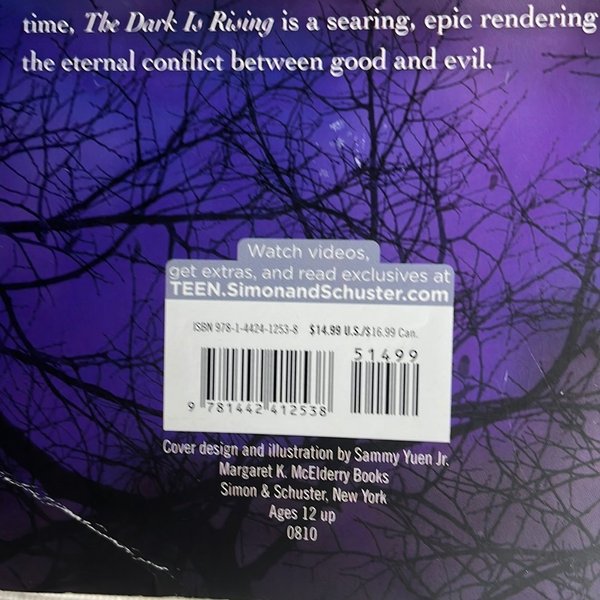 time, The Dark Is Rising is a searing, epic rendering
the eternal conflict between good and evil.
Watch videos,
get extras, and read exclusives at
TEEN.SimonandSchuster.com
ISBN 978-1-4424-1253-8 $14.99 U.S./$16.99 Can.
51499
9 781442 412538
Cover design and illustration by Sammy Yuen Jr.
Margaret K. McElderry Books
Simon & Schuster, New York
Ages 12 up
0810